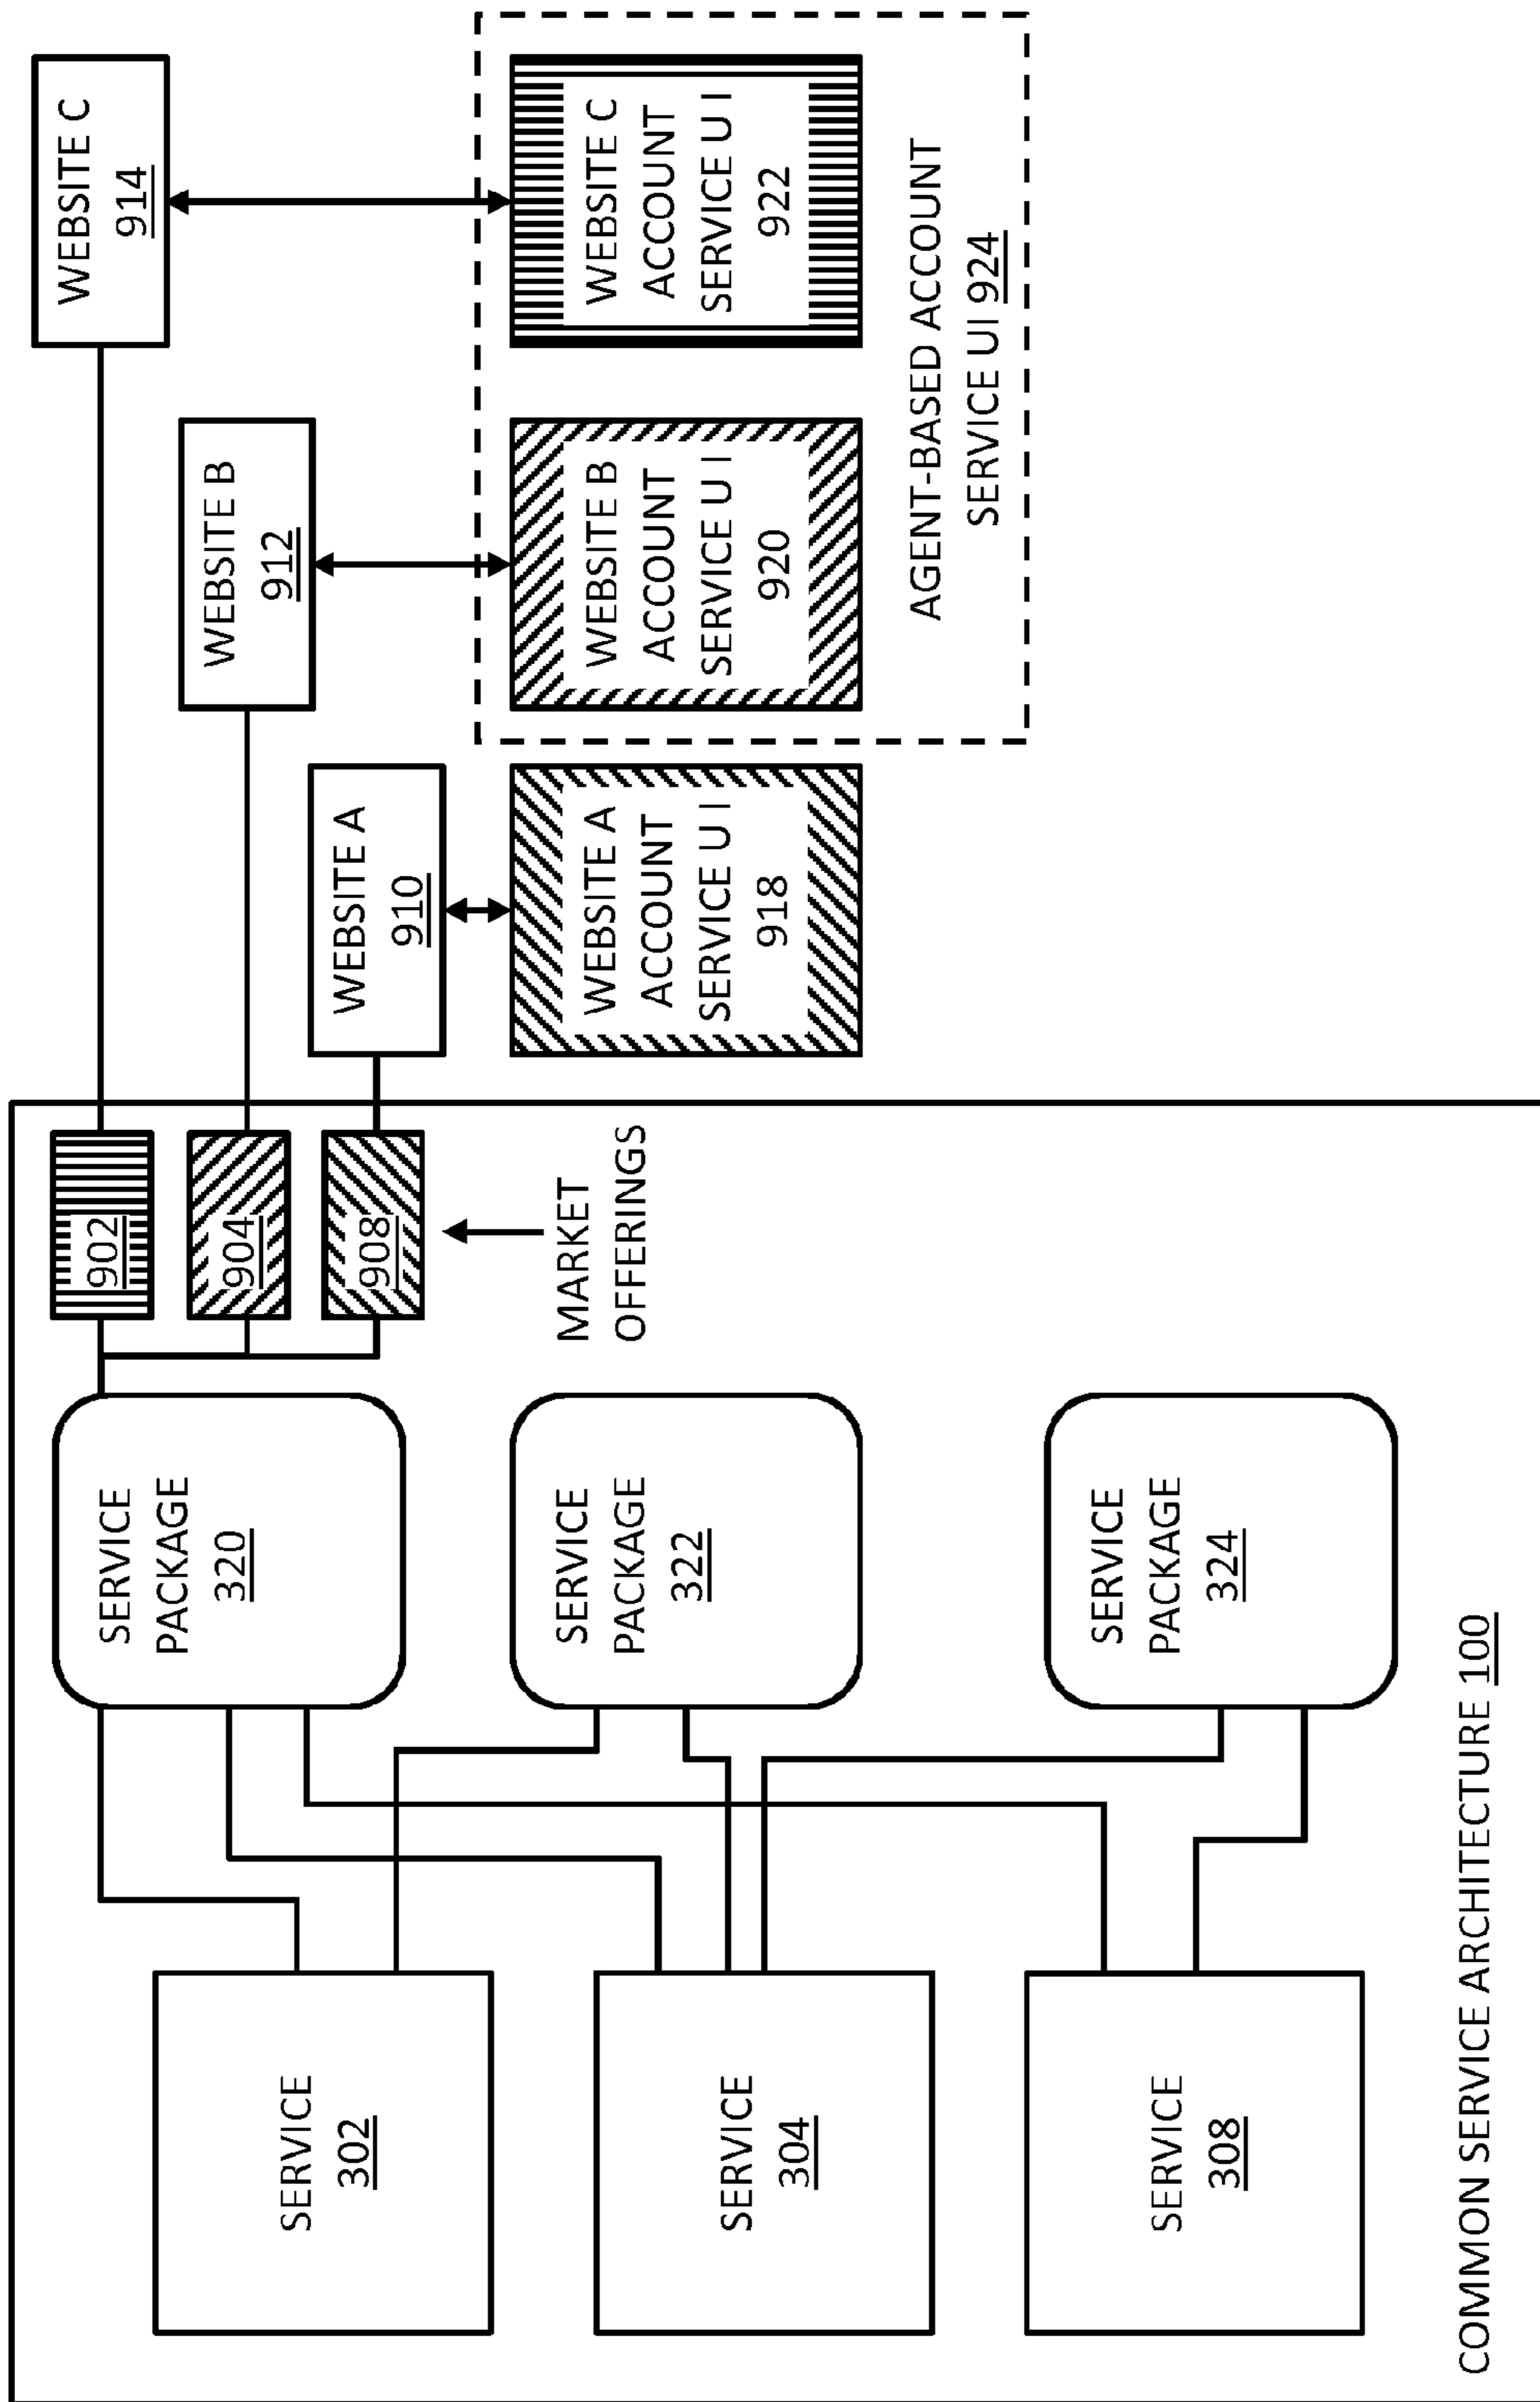 SERVICE
302
SERVICE
304
SERVICE
308
SERVICE
PACKAGE
320
SERVICE
PACKAGE
322
SERVICE
PACKAGE
324
902
904
908
MARKET
OFFERINGS
COMMON SERVICE ARCHITECTURE 100
WEBSITE A
910
WEBSITE B
912
WEBSITE C
914
WEBSITE A
ACCOUNT
SERVICE U I
918
WEBSITE B
ACCOUNT
SERVICE U I
920
WEBSITE C
ACCOUNT
SERVICE U I
922
AGENT-BASED ACCOUNT
SERVICE UI 924